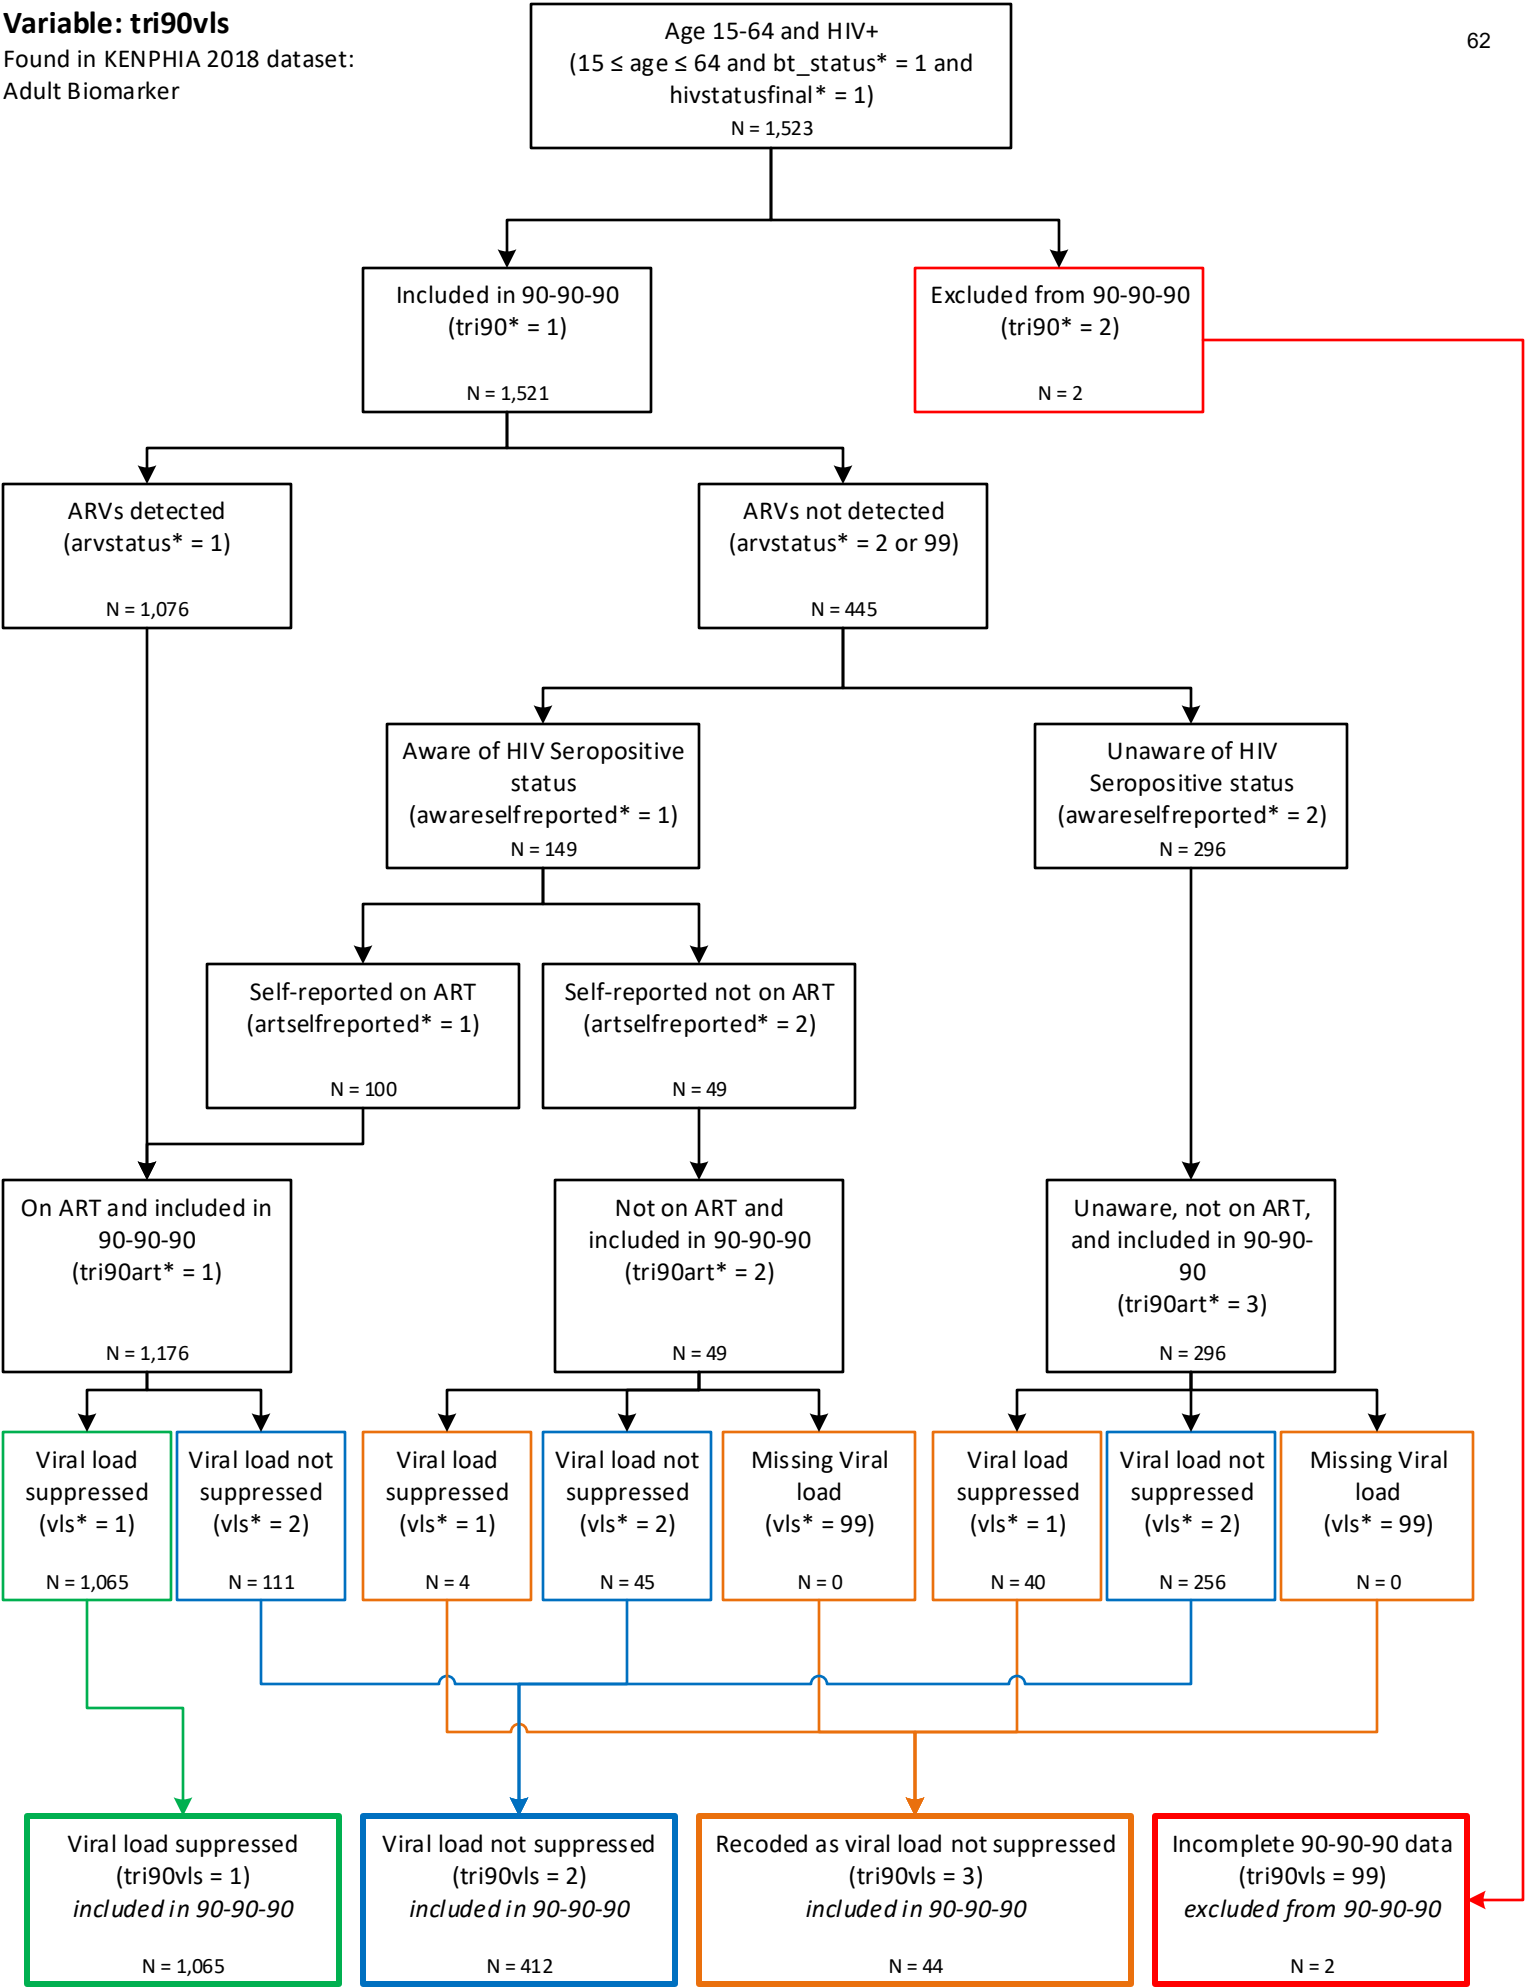 Variable: tri90vls
Found in KENPHIA 2018 dataset:
Adult Biomarker
62
Age 15-64 and HIV+
(15 ≤ age ≤ 64 and bt_status* = 1 and
hivstatusfinal* = 1)
N = 1,523
Included in 90-90-90
(tri90* = 1)
N = 1,521
Excluded from 90-90-90
(tri90* = 2)
N = 2
ARVs detected
(arvstatus* = 1)
N = 1,076
ARVs not detected
(arvstatus* = 2 or 99)
N = 445
Aware of HIV Seropositive
status
(awareselfreported* = 1)
N = 149
Unaware of HIV
Seropositive status
(awareselfreported* = 2)
N = 296
Self-reported on ART
(artselfreported* = 1)
N = 100
Self-reported not on ART
(artselfreported* = 2)
N = 49
On ART and included in
90-90-90
(tri90art* = 1)
N = 1,176
Not on ART and
included in 90-90-90
(tri90art* = 2)
N = 49
Unaware, not on ART,
and included in 90-90-
90
(tri90art* = 3)
N = 296
Viral load
suppressed
(vls* = 1)
N = 1,065
Viral load not
suppressed
(vls* = 2)
N = 111
Viral load
suppressed
(vls* = 1)
N = 4
Viral load not
suppressed
(vls* = 2)
N = 45
Missing Viral
load
(vls* = 99)
N = 0
Viral load
suppressed
(vls* = 1)
N = 40
Viral load not
suppressed
(vls* = 2)
N = 256
Missing Viral
load
(vls* = 99)
N = 0
Viral load suppressed
(tri90vls = 1)
included in 90-90-90
N = 1,065
Viral load not suppressed
(tri90vls = 2)
included in 90-90-90
N = 412
Recoded as viral load not suppressed
(tri90vls = 3)
included in 90-90-90
N = 44
Incomplete 90-90-90 data
(tri90vls = 99)
excluded from 90-90-90
N = 2